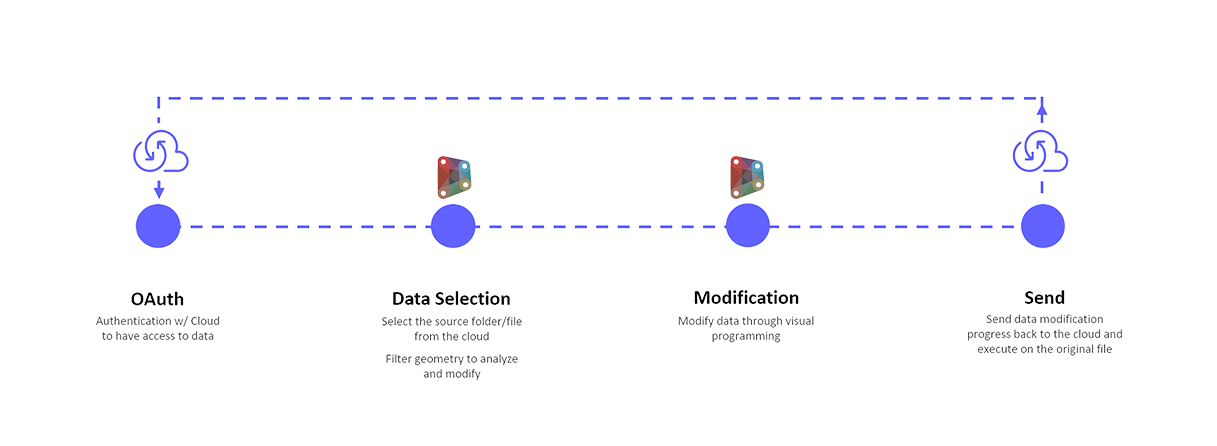 OAuth
Authentication w/ Cloud
to have access to data
Data Selection
Select the source folder/file
from the cloud
Filter geometry to analyze
and modify
Modification
Modify data through visual
programming
Send
Send data modification
progress back to the cloud and
execute on the original file